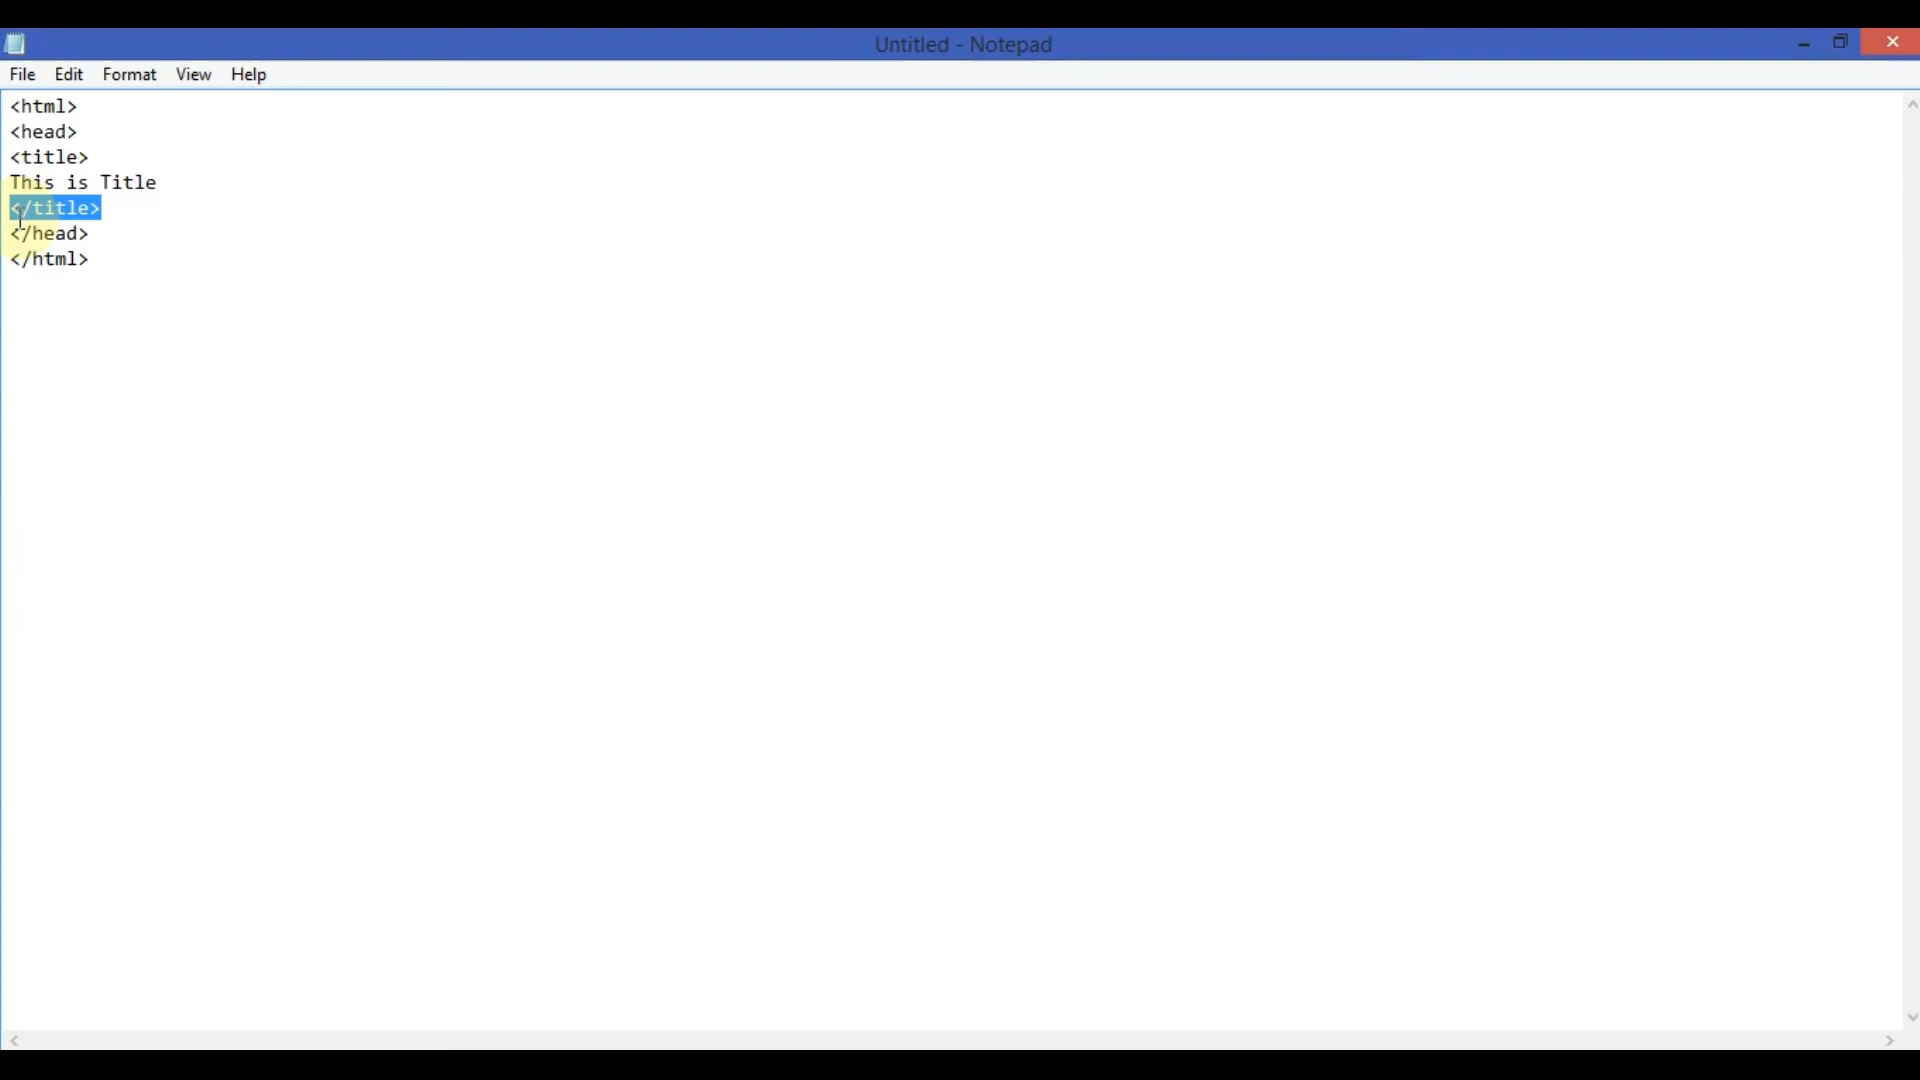 Untitled - Notepad
File Edit Format View Help
<html>
<head>
<title>
This is Title
</title>
</head>
</html>